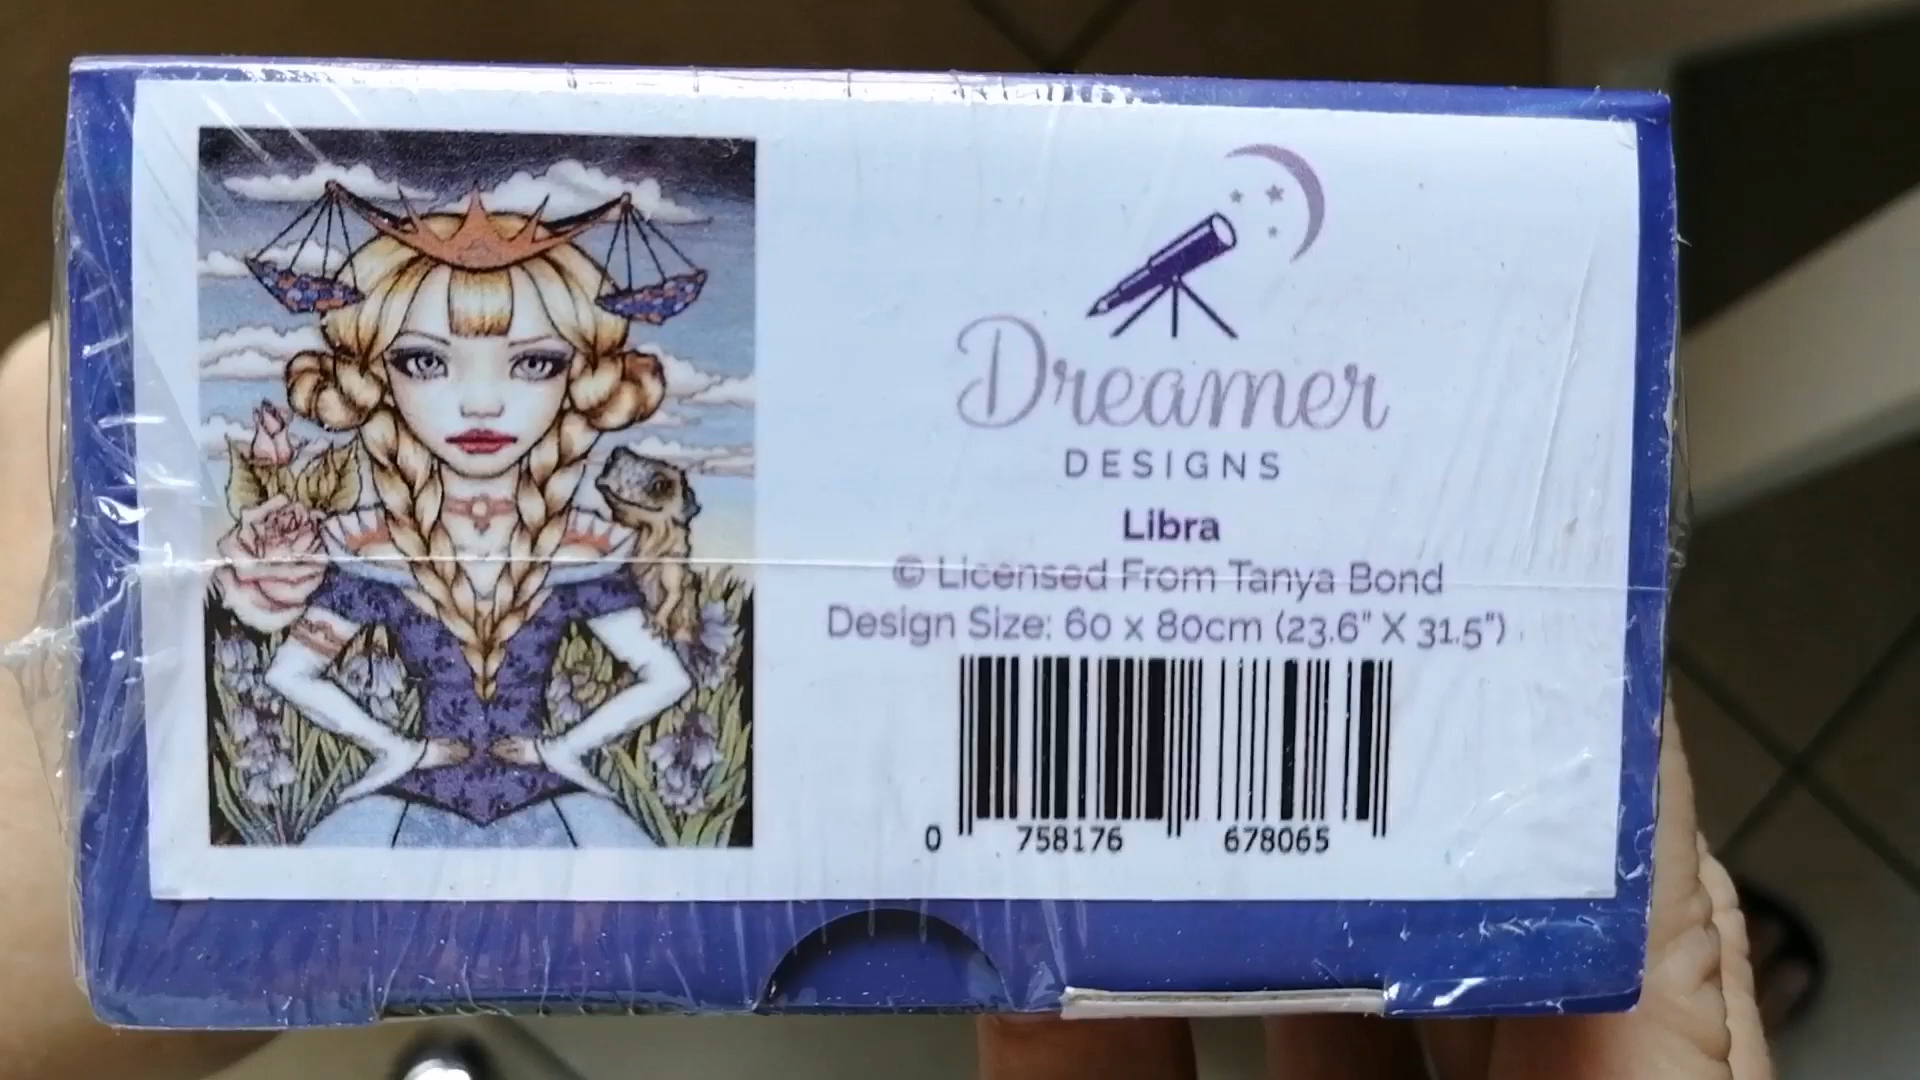 Dreamer
DESIGNS
Libra
© Licensed From Tanya Bond
Design Size: 60 x 80cm (23.6" X 31.5")
0 758176 678065